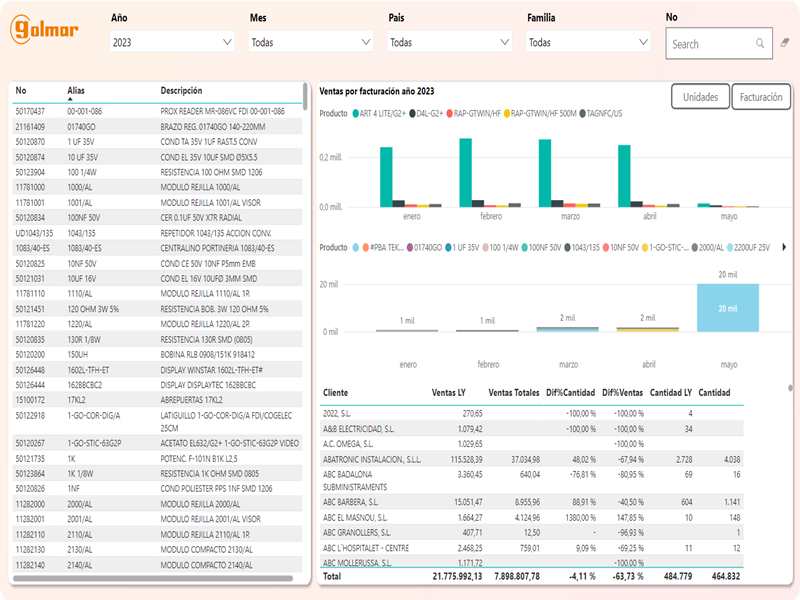 golmar
Año
Mes
Pais
Familia
No
2023
Todas
Todas
Todas
Search
No Alias Descripción
50170437 00-001-086 PROX READER MR-086VC FDI 00-001-086
21161409 01740GO BRAZO REG. 01740GO 140-220MM
50120870 1 UF 35V COND TA 35V 1UF RAST.5 CONV
50120874 10 UF 35V COND EL 35V 10UF SMD Ø5X5.5
50123904 100 1/4W RESISTENCIA 100 OHM SMD 1206
11781000 1000/AL MODULO REJILLA 1000/AL
11781001 1001/AL MODULO REJILLA 1001/AL VISOR
50120834 100NF 50V CER 0.1UF 50V X7R RADIAL
UD1043/135 1043/135 REPETIDOR 1043/135 ACCION CONV.
1083/40-ES 1083/40-ES CENTRALINO PORTINERIA 1083/40-ES
50120825 10NF 50V COND CE 50V 10NF P5mm EMB
50121031 10UF 16V COND EL 16V 10UFØ 3MM SMD
11781110 1110/AL MODULO REJILLA 1110/AL 1P.
50121451 120 OHM 3W 5% RESISTENCIA BOB. 3W 120 OHM 5%
11781220 1220/AL MODULO REJILLA 1220/AL 2P.
50120835 130R 1/8W RESISTENCIA 130R SMD (0805)
50120200 150UH BOBINA RLB 0908/151K 918412
50126448 1602L-TFH-ET DISPLAY WINSTAR 1602L-TFH-ET#
50126444 162BBCBC2 DISPLAY DISPLAYTEC 162BBCBC
15100172 17KL2 ABREPUERTAS 17KL2
50122918 1-GO-COR-DIG/A LATIGUILLO 1-GO-COR-DIG/A FDI/COGELEC
25CM
50120267 1-GO-STIC-63G2P ACETATO EL632/G2+ 1-GO-STIC-63G2P VIDEO
50121735 1K POTENC. F-101N B1K L2,5
50123864 1K 1/8W RESISTENCIA 1K OHM SMD 0805
50120826 1NF COND POLIESTER PPS 1NF SMD 1206
11282000 2000/AL MODULO REJILLA 2000/AL
11282001 2001/AL MODULO REJILLA 2001/AL VISOR
11282110 2110/AL MODULO REJILLA 2110/AL 1P.
11282130 2130/AL MODULO COMPACTO 2130/AL
11282140 2140/AL MODULO COMPACTO 2140/AL
Ventas por facturación año 2023
Unidades
Facturación
Producto ART 4 LITE/G2+ D4L-G2+ RAP-GTWIN/HF RAP-GTWIN/HF 500M TAGNFC/US
0,2 mill.
0,0 mill.
enero febrero marzo abril mayo
Producto #PBA TEK... 01740GO 1 UF 35V 100 1/4W 100NF 50V 1043/135 10NF 50V 1-GO-STIC-... 2000/AL 2200UF 25V
20 mil
20 mil
0 mil
1 mil
1 mil
2 mil
2 mil
20 mil
enero febrero marzo abril mayo
Cliente Ventas LY Ventas Totales Dif%Cantidad Dif%Ventas Cantidad LY Cantidad
2022, S.L. 270,65 -100,00 % -100,00 % 4
A&B ELECTRICIDAD, S.L. 1.079,42 -100,00 % -100,00 % 34
A.C. OMEGA, S.L. 1.029,65 -100,00 %
ABATRONIC INSTALACION., S.L.L. 115.528,39 37.034,98 48,02 % -67,94 % 2.728 4.038
ABC BADALONA 3.360,45 640,04 -76,81 % -80,95 % 69 16
SUBMINISTRAMENTS
ABC BARBERA, S.L. 15.051,47 8.955,96 88,91 % -40,50 % 604 1.141
ABC EL MASNOU, S.L. 1.664,27 4.124,96 1380,00 % 147,85 % 10 148
ABC GRANOLLERS, S.L. 407,71 12,50 - -96,93 % 1
ABC L'HOSPITALET - CENTRE 2.468,25 759,01 9,09 % -69,25 % 11 12
ABC MOLLERUSSA, S.L. 1.171,72 -100,00 %
Total 21.775.992,13 7.898.807,78 -4,11 % -63,73 % 484.779 464.832